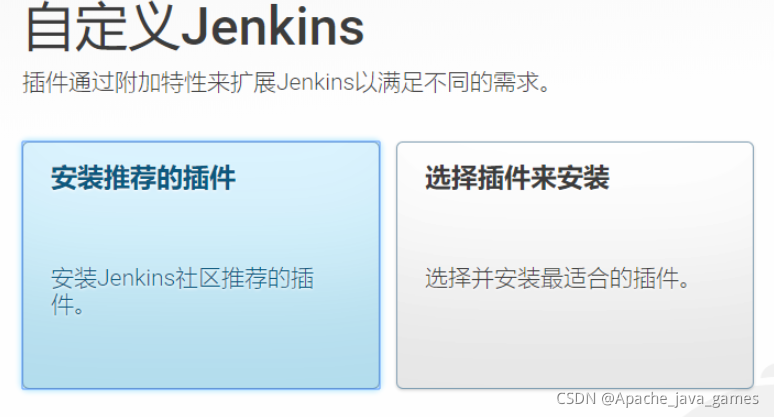 自定义Jenkins
插件通过附加特性来扩展Jenkins以满足不同的需求。
安装推荐的插件
安装Jenkins社区推荐的插
件。
选择插件来安装
选择并安装最适合的插件。
CSDN @Apache_java_games